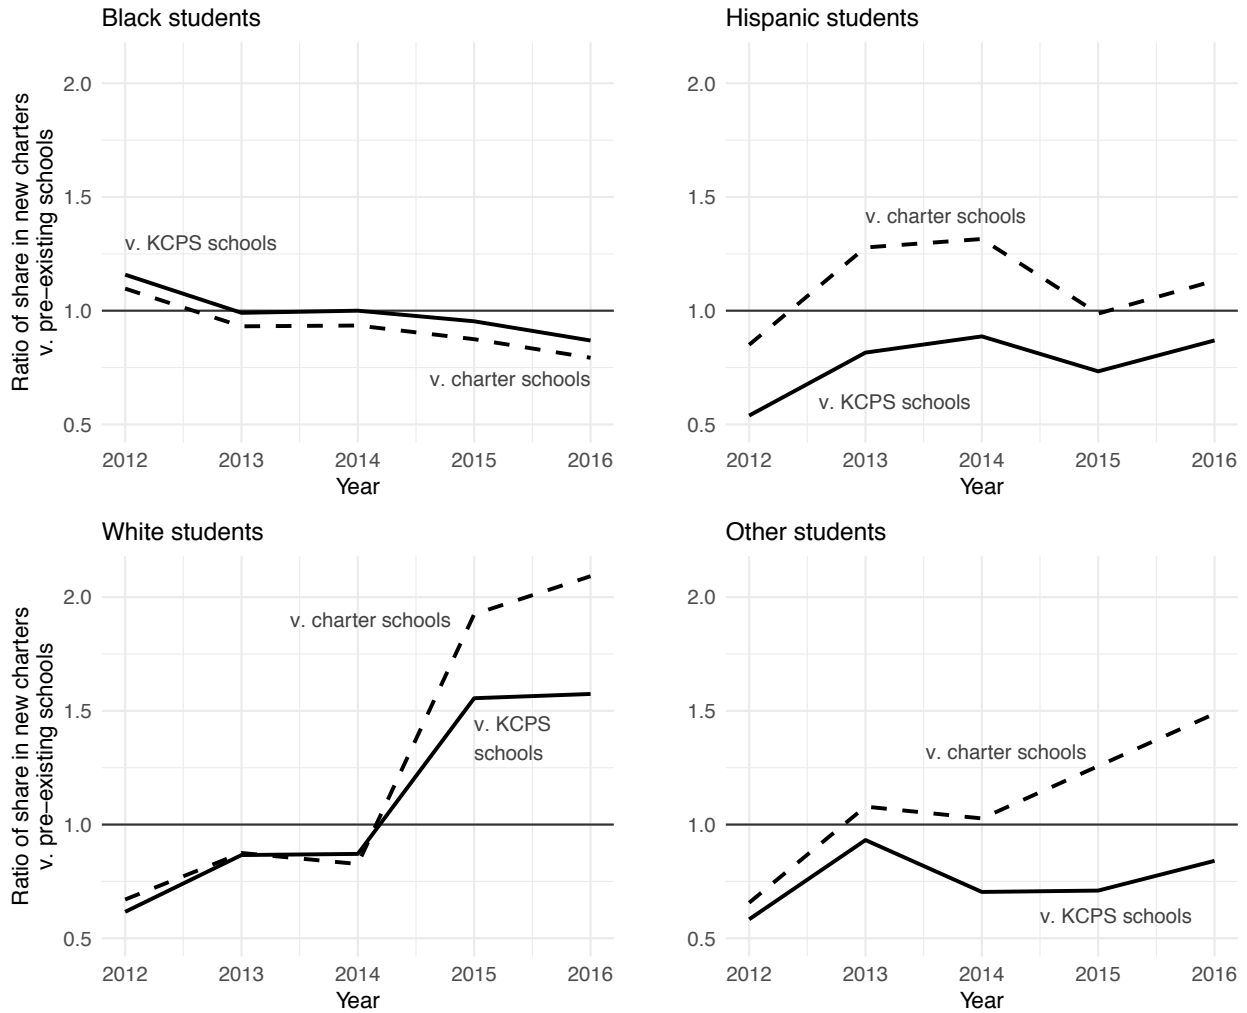 Black students
Ratio of share in new charters
v. pre−existing schools
2.0
1.5
1.0
0.5
v. KCPS schools
v. charter schools
2012 2013 2014 2015 2016
Year
Hispanic students
2.0
1.5
1.0
0.5
v. charter schools
v. KCPS schools
2012 2013 2014 2015 2016
Year
White students
Ratio of share in new charters
v. pre−existing schools
2.0
1.5
1.0
0.5
v. charter schools
v. KCPS
schools
2012 2013 2014 2015 2016
Year
Other students
2.0
1.5
1.0
0.5
v. charter schools
v. KCPS schools
2012 2013 2014 2015 2016
Year